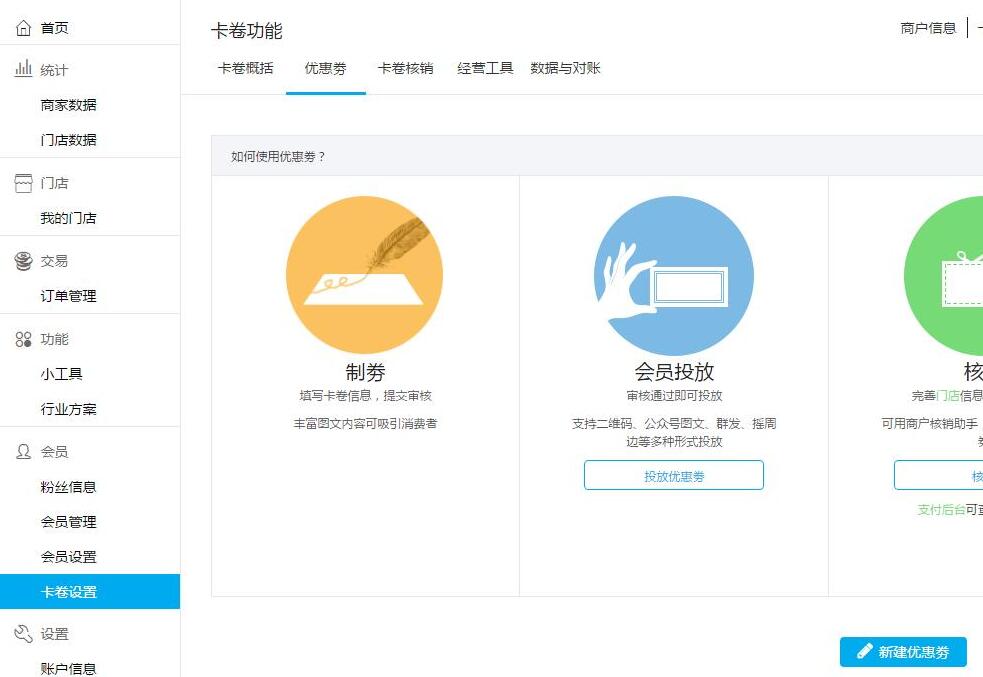 首页
统计
商家数据
门店数据
门店
我的门店
交易
订单管理
功能
小工具
行业方案
会员
粉丝信息
会员管理
会员设置
卡卷设置
设置
账户信息
卡卷功能
商户信息
卡卷概括 优惠券 卡卷核销 经营工具 数据与对账
如何使用优惠券？
制券
填写卡卷信息，提交审核
丰富图文内容可吸引消费者
会员投放
审核通过即可投放
支持二维码、公众号图文、群发、摇周
边等多种形式投放
投放优惠券
核
完善门店信息
可用商户核销助手，
核
支付后台可
新建优惠券